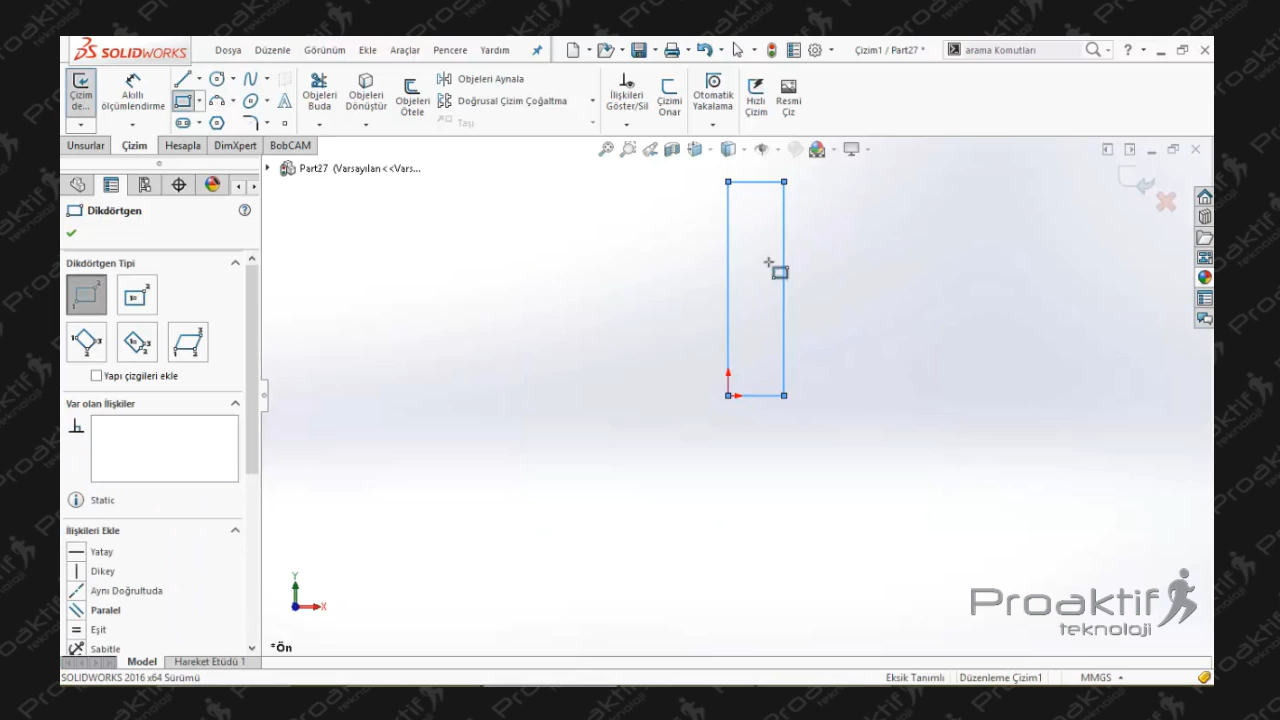 SOLIDWORKS
Dosya Düzenle Görünüm Ekle Araçlar Pencere Yardım
Çizim1 / Part27 *
arama Komutları
?
Çizim de...
Akıllı ölçümlendirme
Objeleri Buda
Objeleri Dönüştür
Objeleri Ötele
Objeleri Aynala
Doğrusal Çizim Çoğaltma
Taşı
İlişkileri Göster/Sil
Çizimi Onar
Otomatik Yakalama
Hızlı Çizim
Resmi Çiz
Unsurlar Çizim Hesapla DimXpert BobCAM
Part27 (Varsayılan<<Vars...
Dikdörtgen
Dikdörtgen Tipi
Yapı çizgileri ekle
Var olan İlişkiler
Static
İlişkileri Ekle
Yatay
Dikey
Aynı Doğrultuda
Paralel
Eşit
Sabitle
Y
X
*Ön
Proaktif
teknoloji
Model Hareket Etüdü 1
SOLIDWORKS 2016 x64 Sürümü
Eksik Tanımlı Düzenleme Çizim1 MMGS